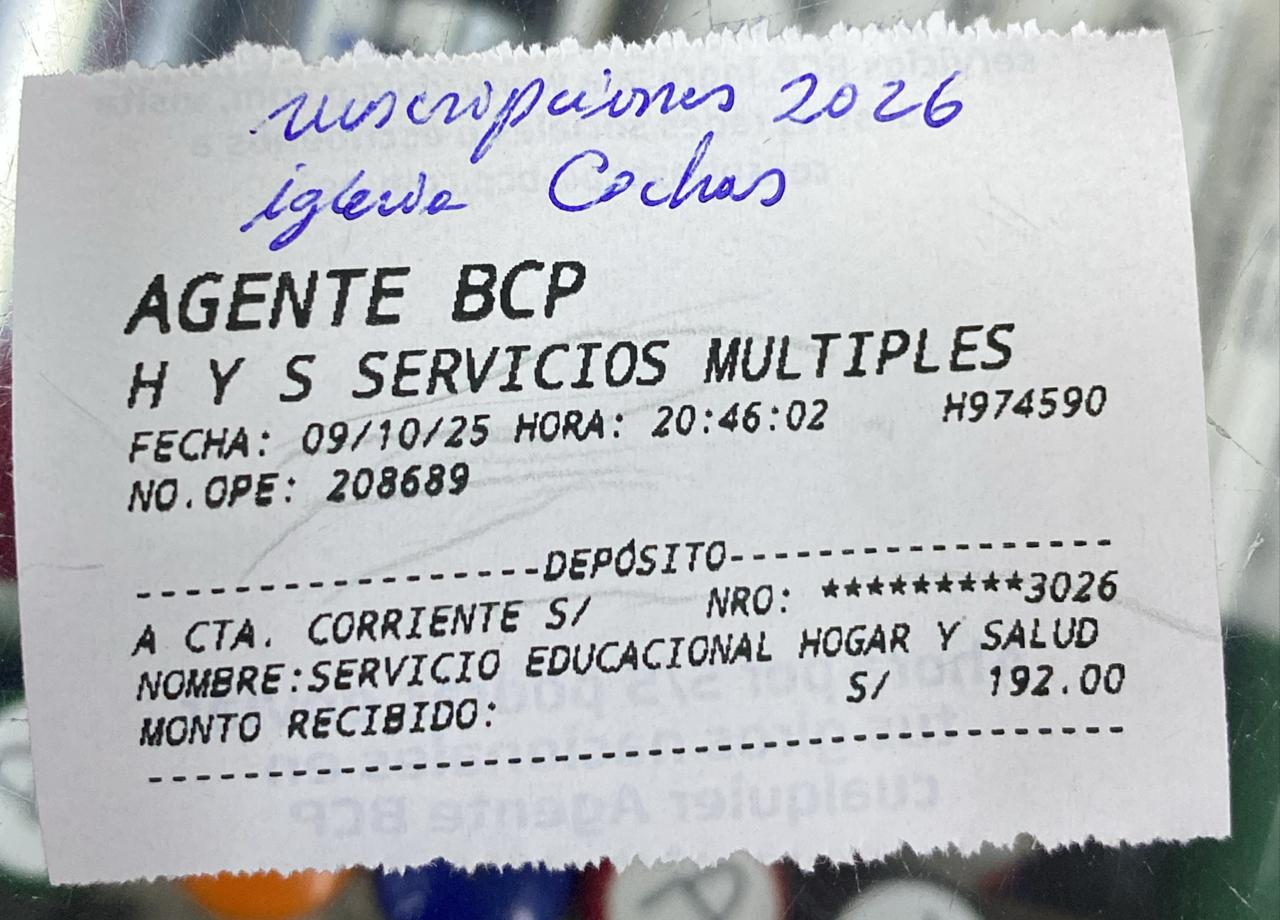 suscripciones 2026
iglesia Cochas
AGENTE BCP
H Y S SERVICIOS MULTIPLES
FECHA: 09/10/25 HORA: 20:46:02 H974590
NO.OPE: 208689
------------------DEPÓSITO-----------------
A CTA. CORRIENTE S/ NRO: *********3026
NOMBRE:SERVICIO EDUCACIONAL HOGAR Y SALUD
MONTO RECIBIDO: S/ 192.00
--------------------------------------------